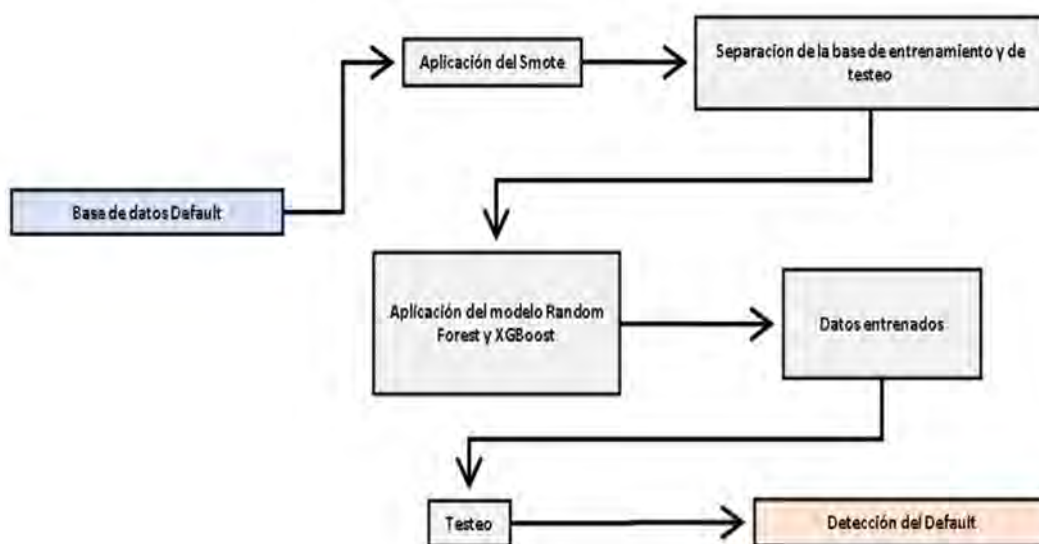 Aplicación del Smote
Separacion de la base de entrenamiento y de
testeo
Base de datos Default
Aplicación del modelo Random
Forest y XGBoost
Datos entrenados
Testeo
Detección del Default